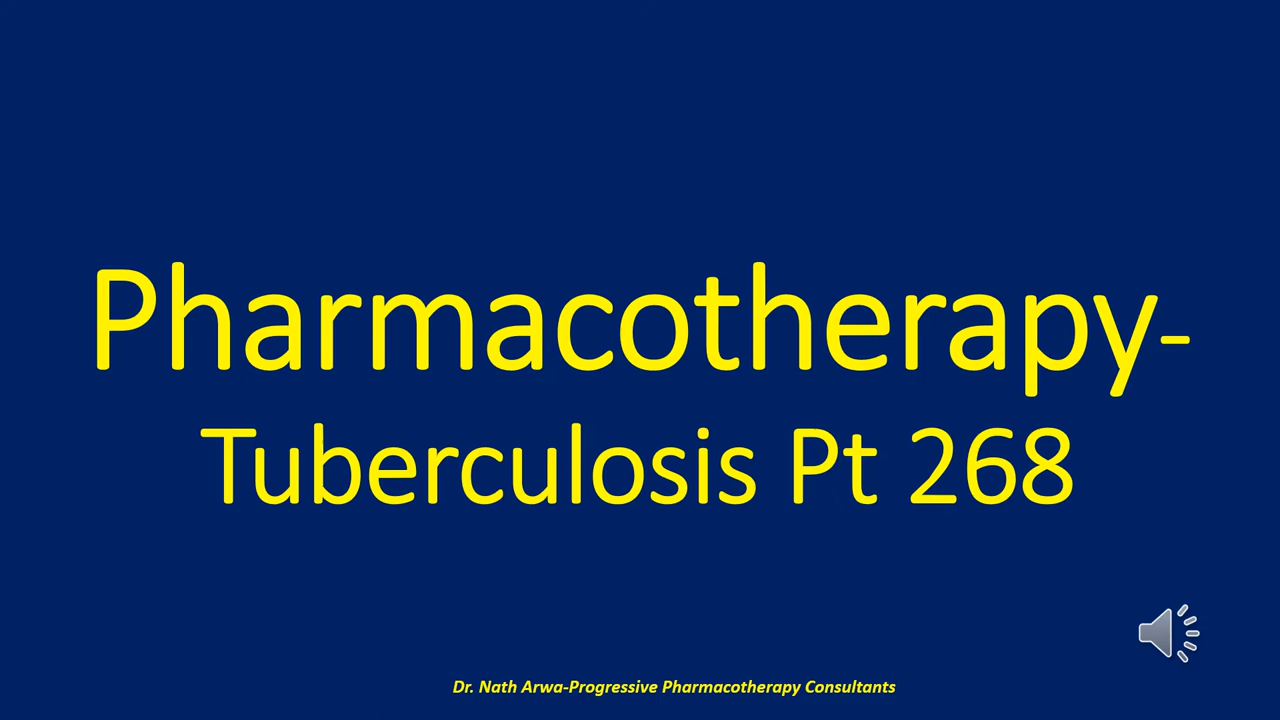 Pharmacotherapy-
Tuberculosis Pt 268
Dr. Nath Arwa-Progressive Pharmacotherapy Consultants